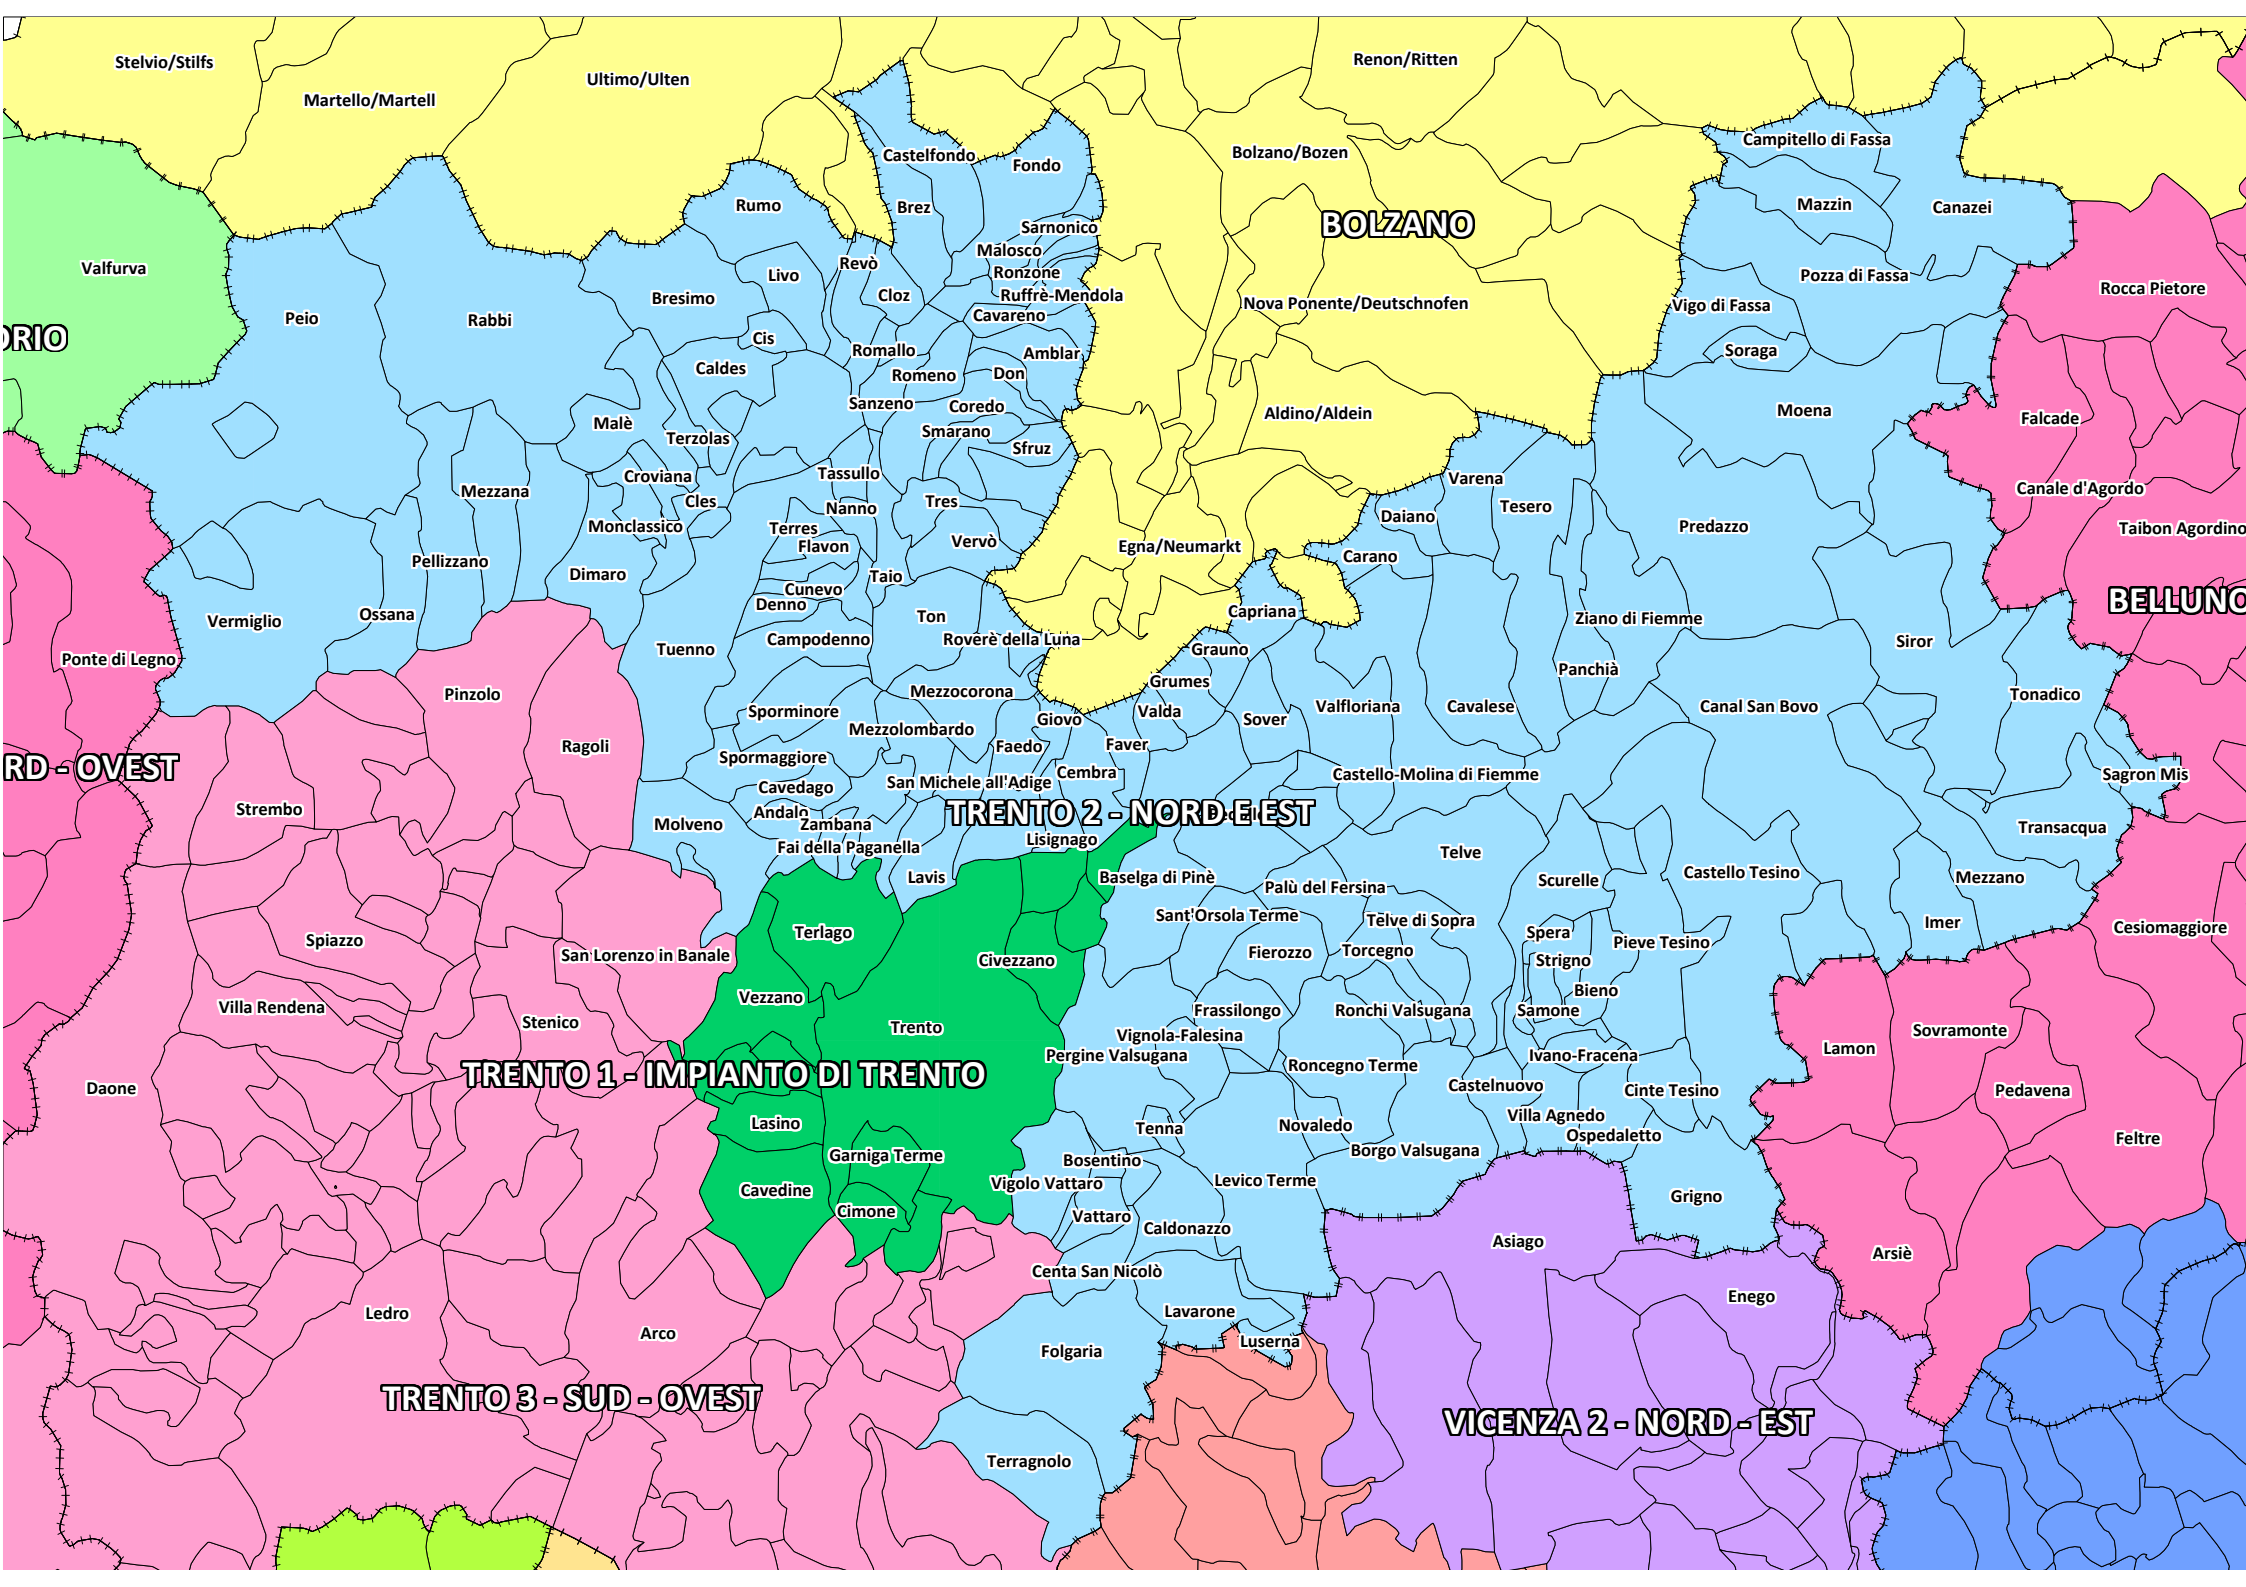 Stelvio/Stilfs
Martello/Martell
Ultimo/Ulten
Renon/Ritten
Castelfondo
Fondo
Bolzano/Bozen
Campitello di Fassa
Rumo
Brez
Sarnonico
BOLZANO
Mazzin
Canazei
Valfurva
Livo
Revò
Malosco
Ronzone
Pozza di Fassa
Rocca Pietore
Bresimo
Cloz
Ruffrè-Mendola
Nova Ponente/Deutschnofen
Vigo di Fassa
Peio
Rabbi
Cavareno
ORIO
Cis
Romallo
Amblar
Soraga
Caldes
Romeno
Don
Sanzeno
Coredo
Aldino/Aldein
Moena
Falcade
Malè
Terzolas
Smarano
Sfruz
Croviana
Tassullo
Varena
Canale d'Agordo
Mezzana
Cles
Nanno
Tres
Daiano
Tesero
Monclassico
Terres
Flavon
Vervò
Egna/Neumarkt
Carano
Predazzo
Taibon Agordino
Pellizzano
Dimaro
Cunevo
Taio
Denno
BELLUNO
Vermiglio
Ossana
Ton
Capriana
Ziano di Fiemme
Tuenno
Campodenno
Roverè della Luna
Grauno
Siror
Ponte di Legno
Panchià
Pinzolo
Mezzocorona
Grumes
Tonadico
Sporminore
Giovo
Valda
Sover
Valfloriana
Cavalese
Canal San Bovo
Ragoli
Mezzolombardo
Faedo
Faver
RD - OVEST
Spormaggiore
San Michele all'Adige
Cembra
Castello-Molina di Fiemme
Sagron Mis
Strembo
Cavedago
TRENTO 2 - NORD E EST
Molveno
Andalo
Zambana
Transacqua
Fai della Paganella
Lisignago
Telve
Lavis
Baselga di Pinè
Palù del Fersina
Scurelle
Castello Tesino
Mezzano
Terlago
Sant'Orsola Terme
Telve di Sopra
Imer
Cesiomaggiore
Spiazzo
San Lorenzo in Banale
Civezzano
Fierozzo
Torcegno
Spera
Pieve Tesino
Strigno
Villa Rendena
Vezzano
Frassilongo
Ronchi Valsugana
Bieno
Samone
Stenico
Trento
Vignola-Falesina
Sovramonte
Pergine Valsugana
Roncegno Terme
Ivano-Fracena
Lamon
TRENTO 1 - IMPIANTO DI TRENTO
Daone
Castelnuovo
Cinte Tesino
Pedavena
Lasino
Tenna
Novaledo
Villa Agnedo
Ospedaletto
Feltre
Garniga Terme
Bosentino
Borgo Valsugana
Cavedine
Vigolo Vattaro
Levico Terme
Grigno
Cimone
Vattaro
Caldonazzo
Asiago
Arsiè
Centa San Nicolò
Enego
Ledro
Arco
Lavarone
Folgaria
Luserna
TRENTO 3 - SUD - OVEST
VICENZA 2 - NORD - EST
Terragnolo